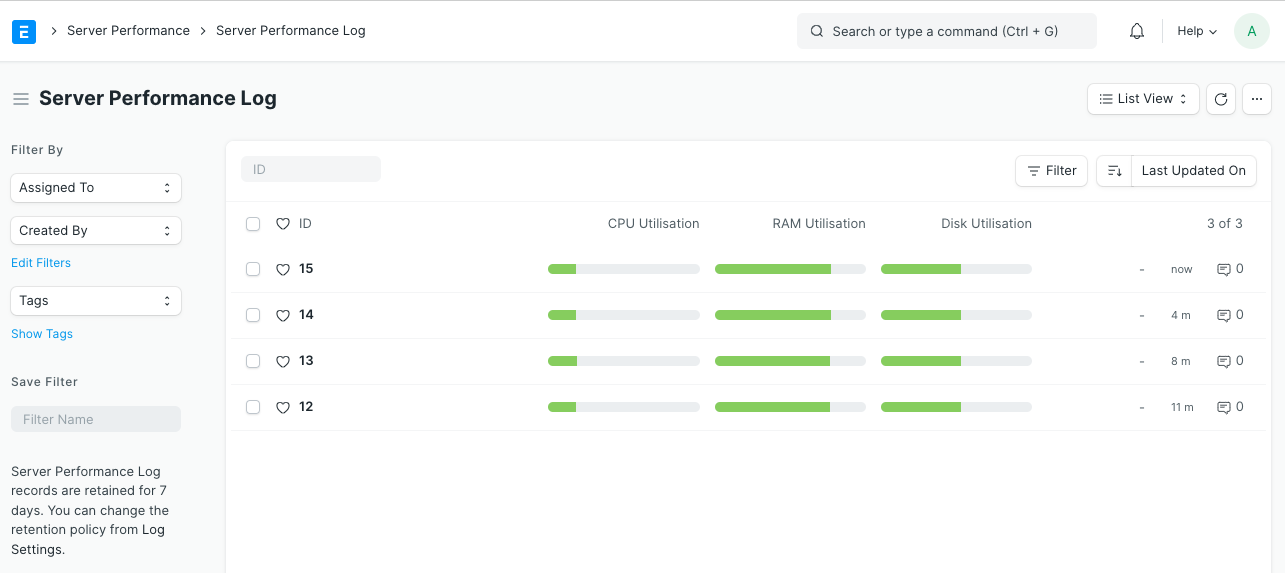 E
Server Performance
Server Performance Log
Search or type a command (Ctrl + G)
Help
A
Server Performance Log
List View
Filter By
Assigned To
Created By
Edit Filters
Tags
Show Tags
Save Filter
Filter Name
Server Performance Log
records are retained for 7
days. You can change the
retention policy from Log
Settings.
ID
Filter
Last Updated On
ID CPU Utilisation RAM Utilisation Disk Utilisation 3 of 3
15 - now 0
14 - 4 m 0
13 - 8 m 0
12 - 11 m 0